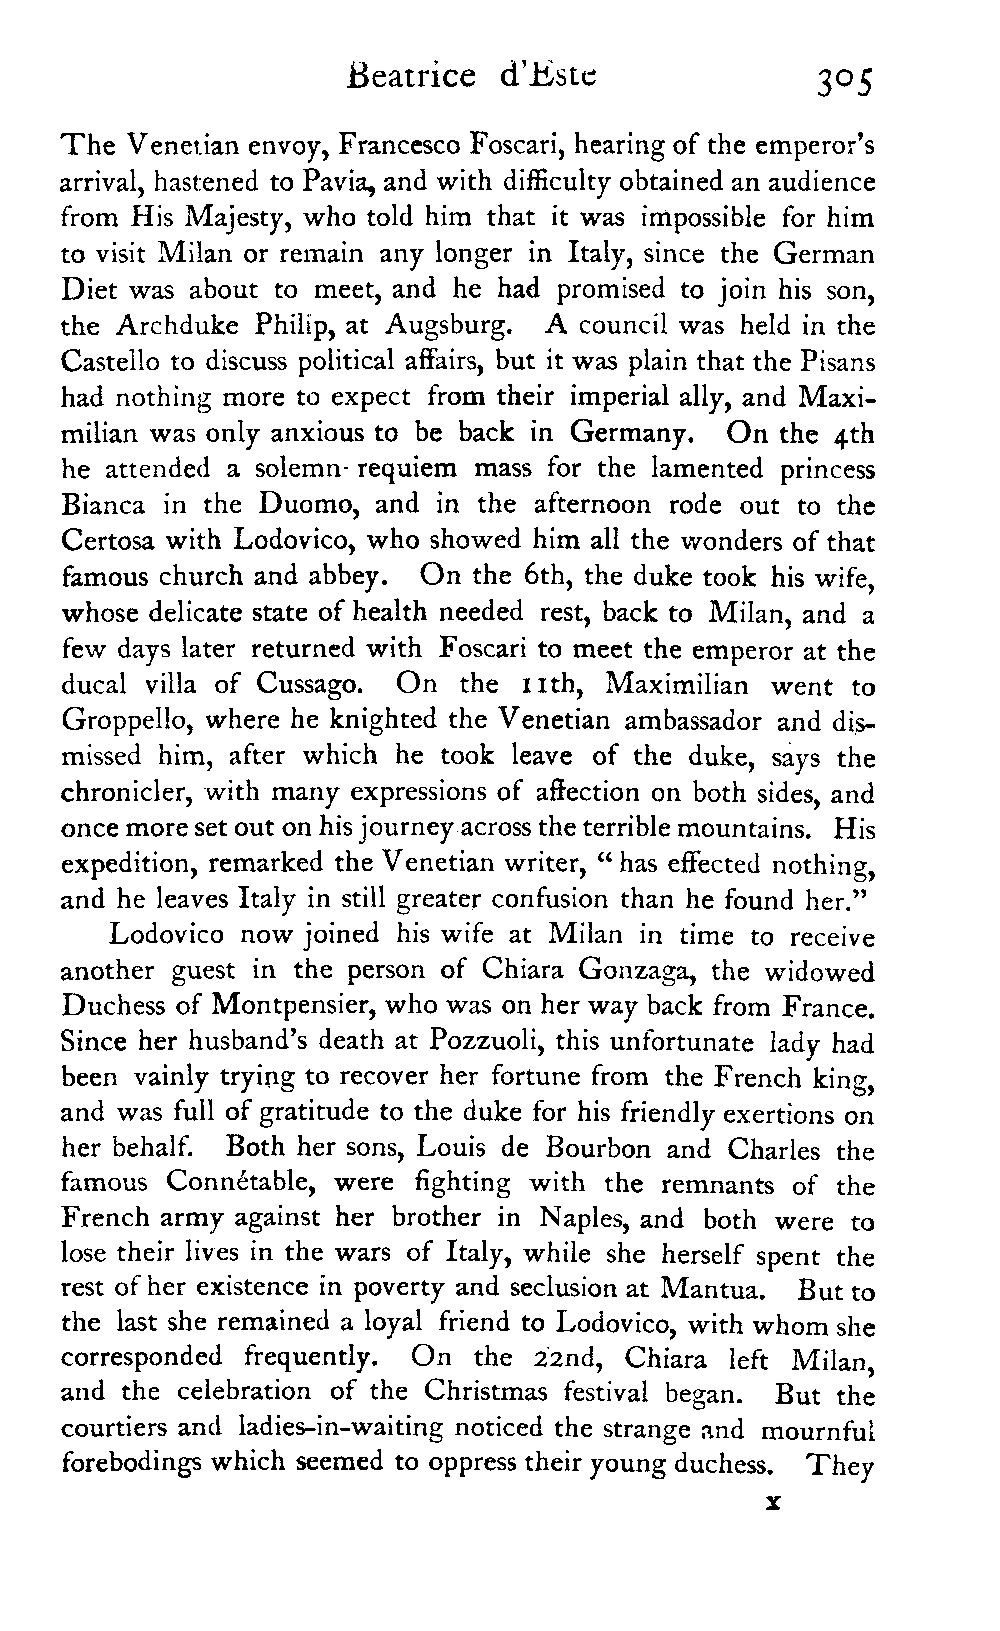 Beatrice d'Este 305
The Venetian envoy, Francesco Foscari, hearing of the emperor's
arrival, hastened to Pavia, and with difficulty obtained an audience
from His Majesty, who told him that it was impossible for him
to visit Milan or remain any longer in Italy, since the German
Diet was about to meet, and he had promised to join his son,
the Archduke Philip, at Augsburg. A council was held in the
Castello to discuss political affairs, but it was plain that the Pisans
had nothing more to expect from their imperial ally, and Maxi-
milian was only anxious to be back in Germany. On the 4th
he attended a solemn requiem mass for the lamented princess
Bianca in the Duomo, and in the afternoon rode out to the
Certosa with Lodovico, who showed him all the wonders of that
famous church and abbey. On the 6th, the duke took his wife,
whose delicate state of health needed rest, back to Milan, and a
few days later returned with Foscari to meet the emperor at the
ducal villa of Cussago. On the 11th, Maximilian went to
Groppello, where he knighted the Venetian ambassador and dis-
missed him, after which he took leave of the duke, says the
chronicler, with many expressions of affection on both sides, and
once more set out on his journey across the terrible mountains. His
expedition, remarked the Venetian writer, "has effected nothing,
and he leaves Italy in still greater confusion than he found her."
Lodovico now joined his wife at Milan in time to receive
another guest in the person of Chiara Gonzaga, the widowed
Duchess of Montpensier, who was on her way back from France.
Since her husband's death at Pozzuoli, this unfortunate lady had
been vainly trying to recover her fortune from the French king,
and was full of gratitude to the duke for his friendly exertions on
her behalf. Both her sons, Louis de Bourbon and Charles the
famous Connétable, were fighting with the remnants of the
French army against her brother in Naples, and both were to
lose their lives in the wars of Italy, while she herself spent the
rest of her existence in poverty and seclusion at Mantua. But to
the last she remained a loyal friend to Lodovico, with whom she
corresponded frequently. On the 22nd, Chiara left Milan,
and the celebration of the Christmas festival began. But the
courtiers and ladies-in-waiting noticed the strange and mournful
forebodings which seemed to oppress their young duchess. They
X